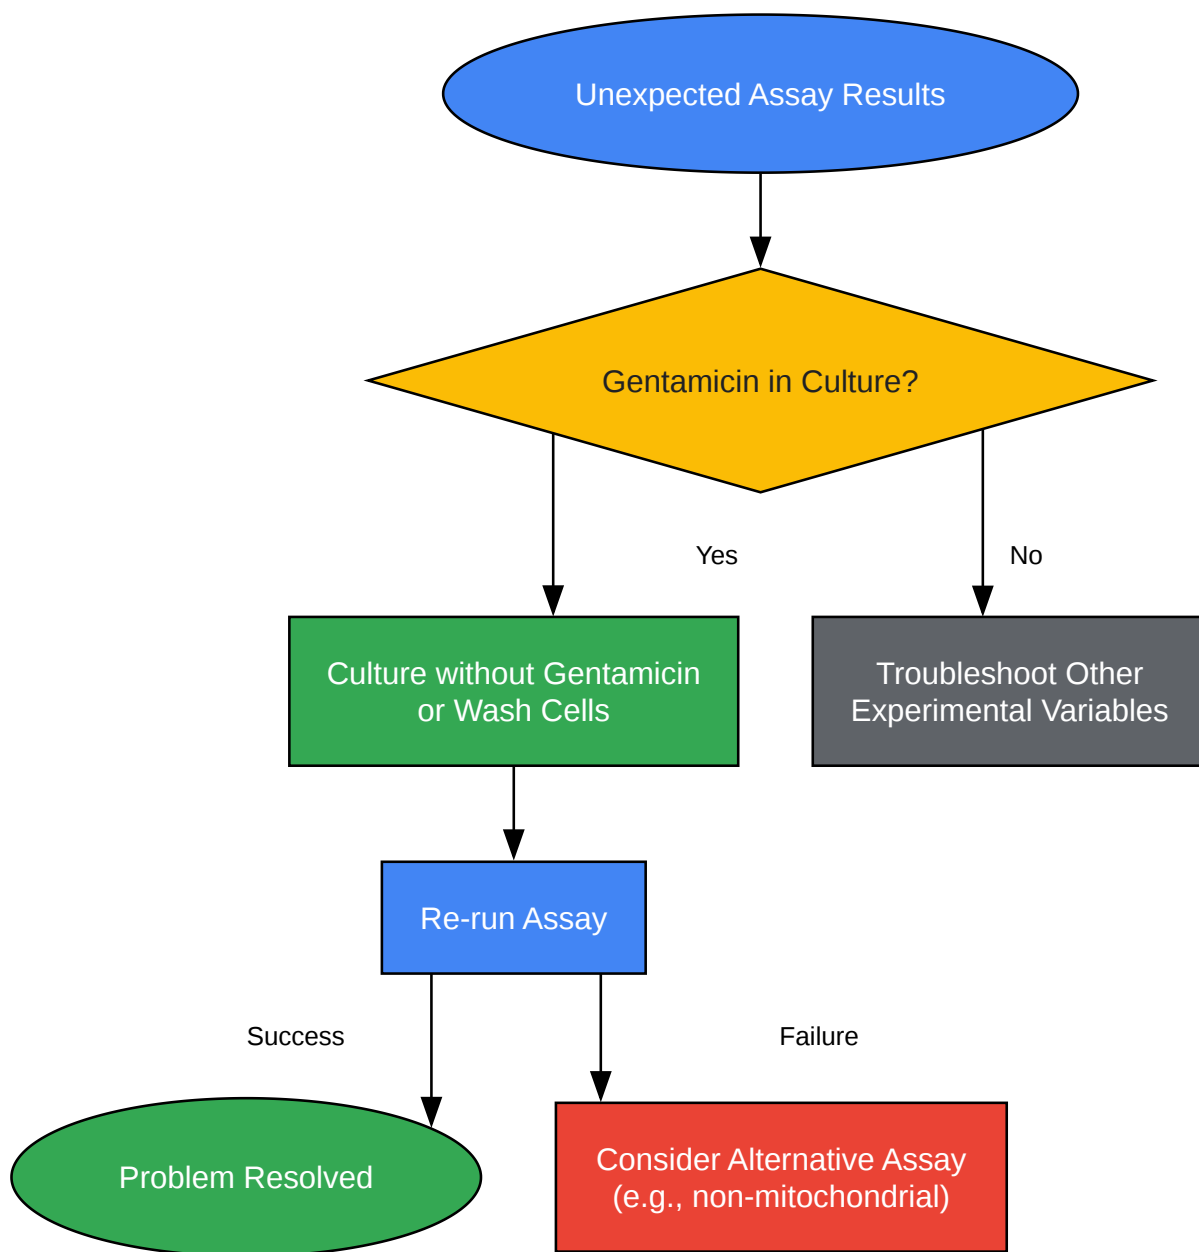 Unexpected Assay Results
Gentamicin in Culture?
Yes
No
Culture without Gentamicin
or Wash Cells
Troubleshoot Other
Experimental Variables
Re-run Assay
Success
Failure
Problem Resolved
Consider Alternative Assay
(e.g., non-mitochondrial)